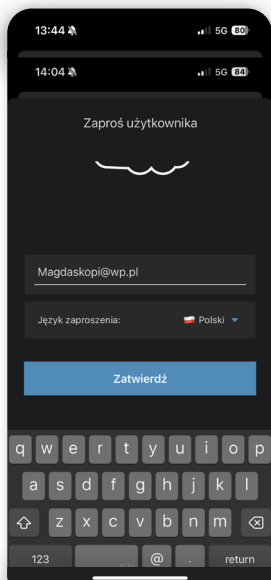 13:44 5G 80
14:04 5G 84
Zaproś użytkownika
Magdaskopi@wp.pl
Język zaproszenia: Polski
Zatwierdź
q w e r t y u i o p
a s d f g h j k l
z x c v b n m
123 @ . return